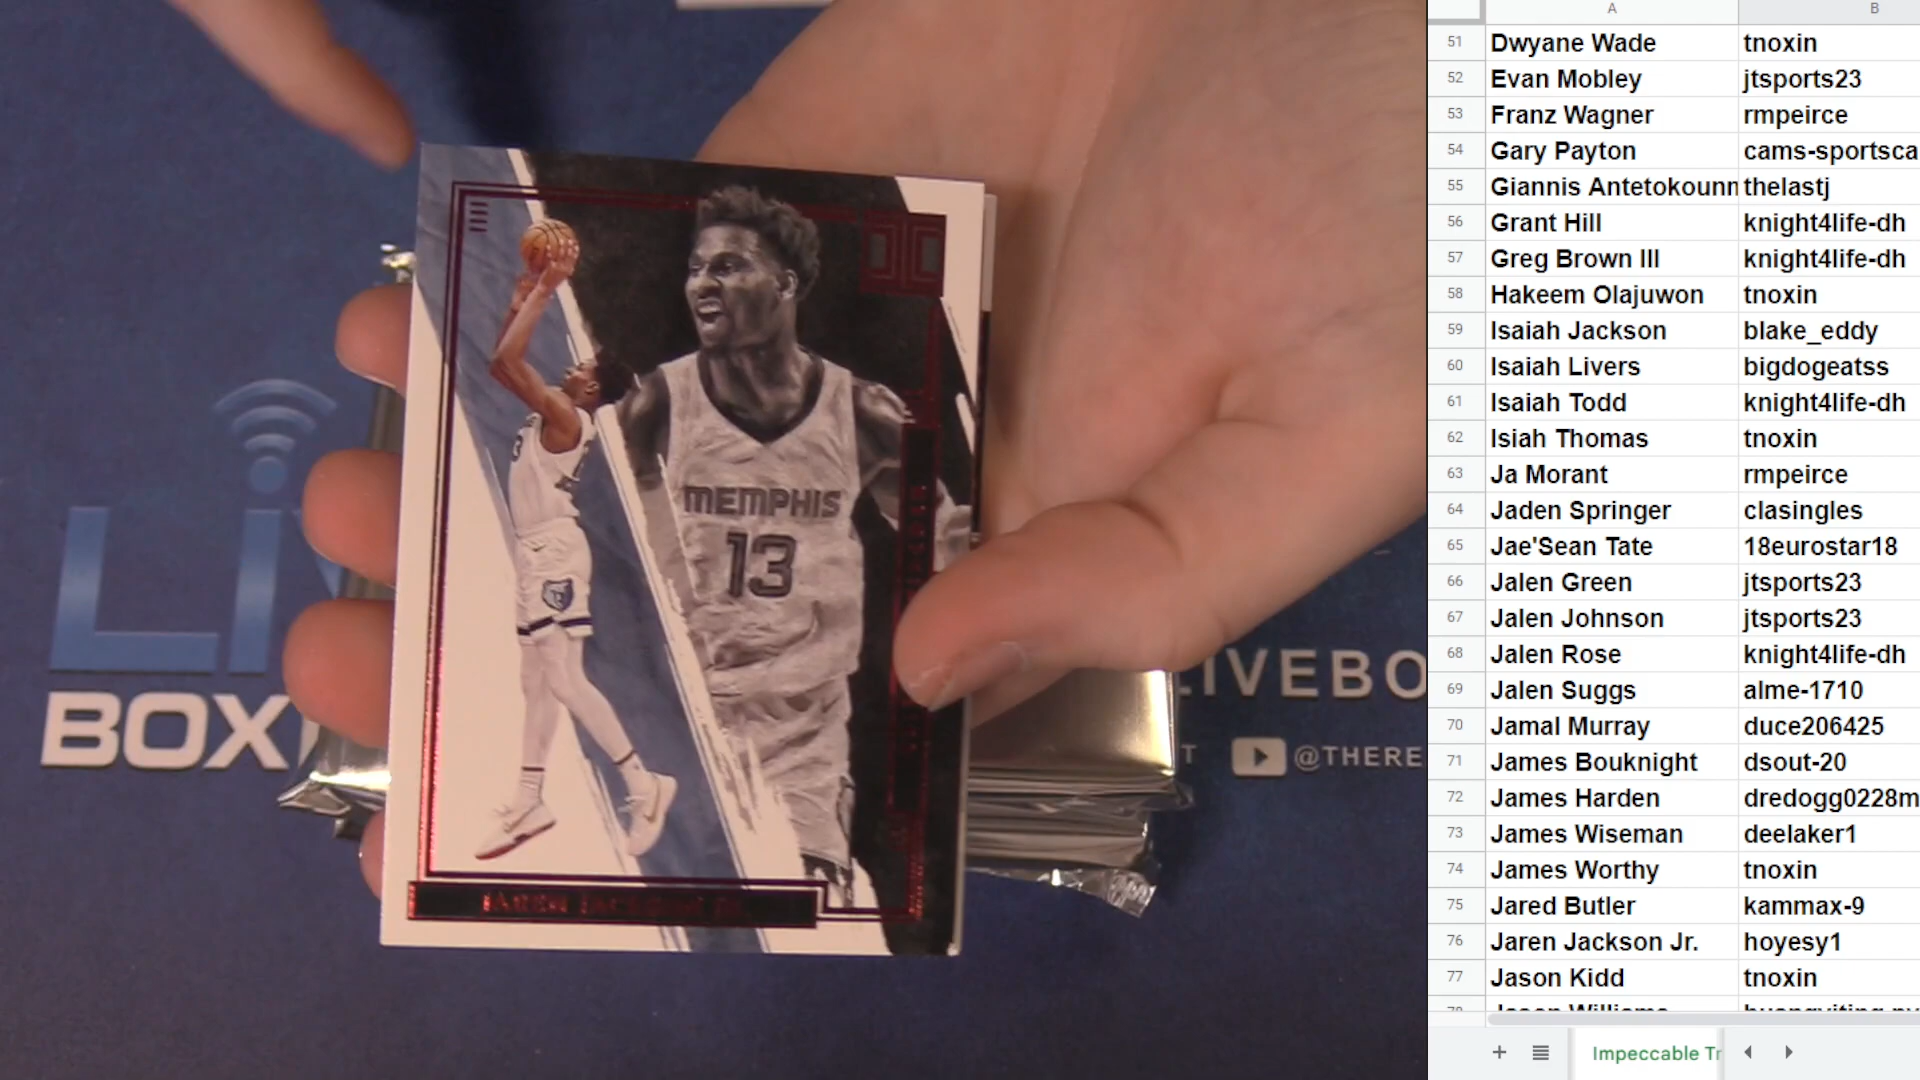 MEMPHIS
13
JAREN JACKSON JR.
LIV
BOX
LIVEBO
T
@THERE
A B
51 Dwyane Wade tnoxin
52 Evan Mobley jtsports23
53 Franz Wagner rmpeirce
54 Gary Payton cams-sportsca
55 Giannis Antetokounn thelastj
56 Grant Hill knight4life-dh
57 Greg Brown III knight4life-dh
58 Hakeem Olajuwon tnoxin
59 Isaiah Jackson blake_eddy
60 Isaiah Livers bigdogeatss
61 Isaiah Todd knight4life-dh
62 Isiah Thomas tnoxin
63 Ja Morant rmpeirce
64 Jaden Springer clasingles
65 Jae'Sean Tate 18eurostar18
66 Jalen Green jtsports23
67 Jalen Johnson jtsports23
68 Jalen Rose knight4life-dh
69 Jalen Suggs alme-1710
70 Jamal Murray duce206425
71 James Bouknight dsout-20
72 James Harden dredogg0228m
73 James Wiseman deelaker1
74 James Worthy tnoxin
75 Jared Butler kammax-9
76 Jaren Jackson Jr. hoyesy1
77 Jason Kidd tnoxin
Impeccable Tr